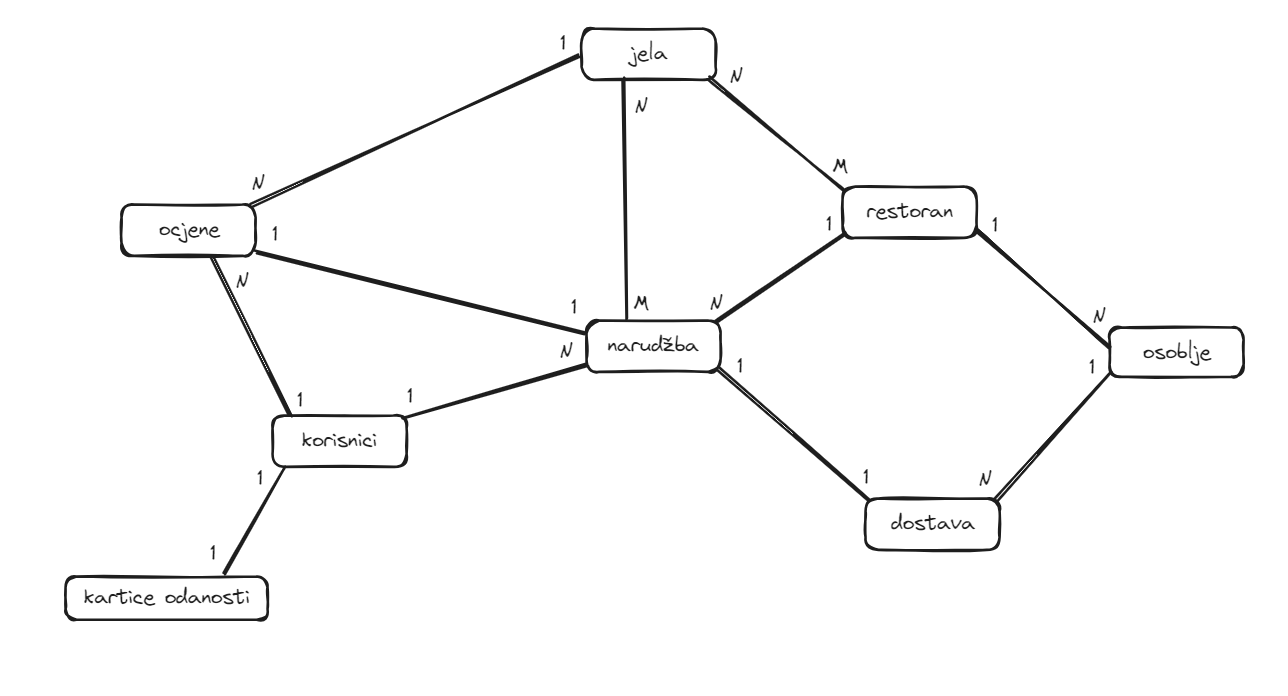 1
jela
N
N
M
N
restoran
ocjene
1
1
1
N
1
M
N
N
narudžba
N
osoblje
1
1
1
1
korisnici
1
1
N
dostava
1
kartice odanosti